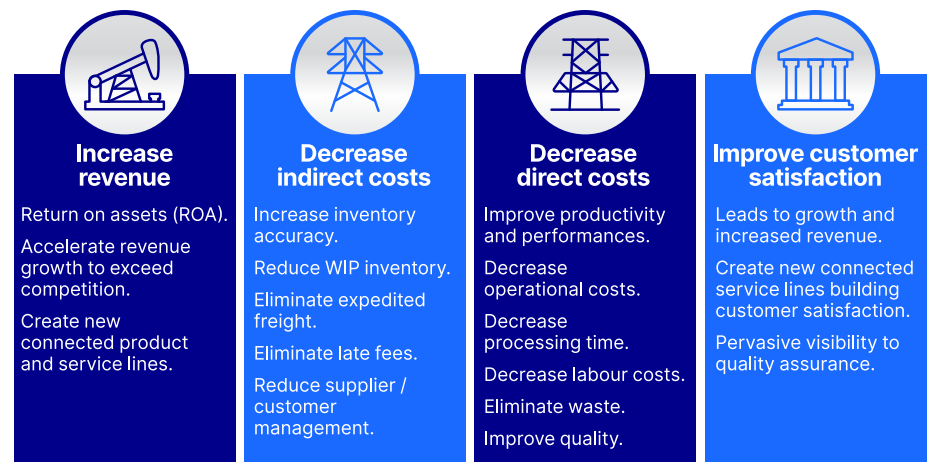 Increase
revenue
Return on assets (ROA).
Accelerate revenue
growth to exceed
competition.
Create new
connected product
and service lines.
Decrease
indirect costs
Increase inventory
accuracy.
Reduce WIP inventory.
Eliminate expedited
freight.
Eliminate late fees.
Reduce supplier /
customer
management.
Decrease
direct costs
Improve productivity
and performances.
Decrease
operational costs.
Decrease
processing time.
Decrease labour costs.
Eliminate waste.
Improve quality.
Improve customer
satisfaction
Leads to growth and
increased revenue.
Create new connected
service lines building
customer satisfaction.
Pervasive visibility to
quality assurance.